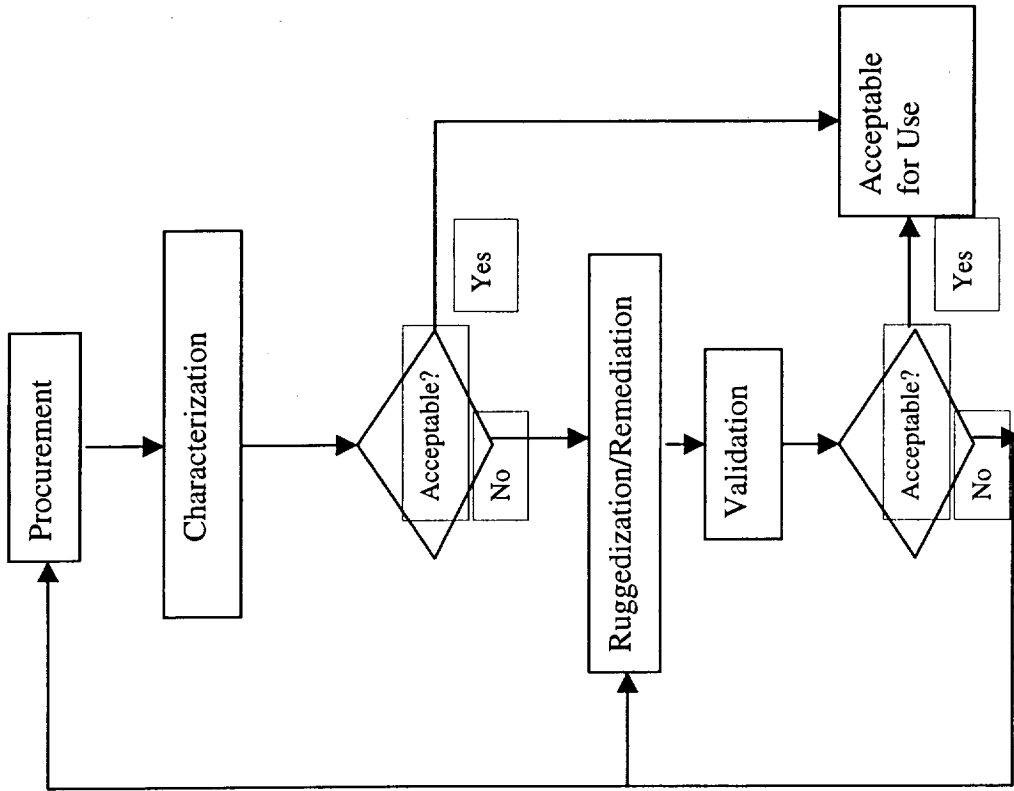 Procurement
Characterization
Acceptable?
Yes
No
Ruggedization/Remediation
Validation
Acceptable?
Yes
No
Acceptable
for Use